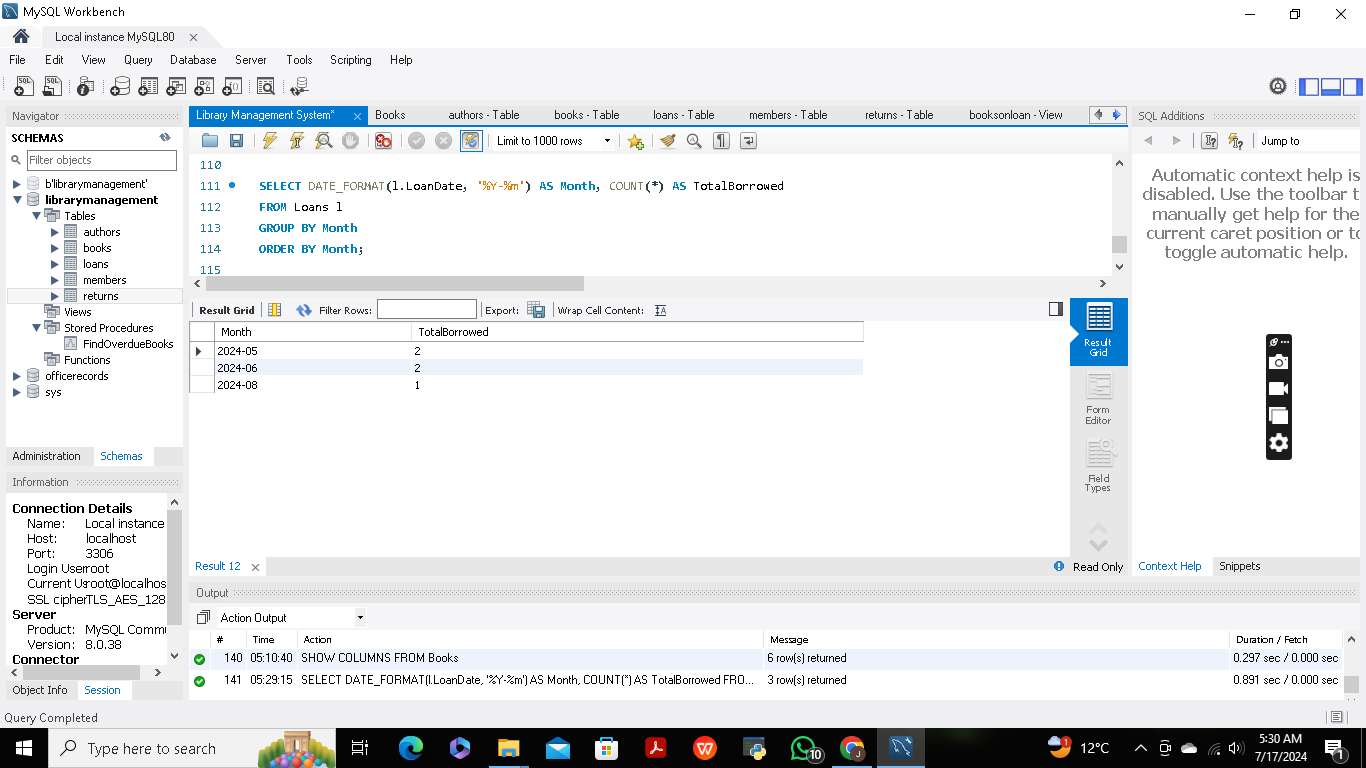 MySQL Workbench
Local instance MySQL80
File Edit View Query Database Server Tools Scripting Help
Navigator
SCHEMAS
Filter objects
b'librarymanagement'
librarymanagement
Tables
authors
books
loans
members
returns
Views
Stored Procedures
FindOverdueBooks
Functions
officerecords
sys
Administration Schemas
Information
Connection Details
Name: Local instance
Host: localhost
Port: 3306
Login User root
Current Us root@localhos
SSL cipher TLS_AES_128
Server
Product: MySQL Comm
Version: 8.0.38
Connector
Object Info Session
Query Completed
Library Management System* Books authors - Table books - Table loans - Table members - Table returns - Table booksonloan - View
Limit to 1000 rows
110
111 SELECT DATE_FORMAT(l.LoanDate, '%Y-%m') AS Month, COUNT(*) AS TotalBorrowed
112 FROM Loans l
113 GROUP BY Month
114 ORDER BY Month;
115
Result Grid Filter Rows: Export: Wrap Cell Content:
Month TotalBorrowed
2024-05 2
2024-06 2
2024-08 1
Result Grid
Form Editor
Field Types
Result 12
Read Only
Output
Action Output
# Time Action Message Duration / Fetch
140 05:10:40 SHOW COLUMNS FROM Books 6 row(s) returned 0.297 sec / 0.000 sec
141 05:29:15 SELECT DATE_FORMAT(l.LoanDate, '%Y-%m') AS Month, COUNT(*) AS TotalBorrowed FRO... 3 row(s) returned 0.891 sec / 0.000 sec
SQL Additions
Jump to
Automatic context help is
disabled. Use the toolbar t
manually get help for the
current caret position or to
toggle automatic help.
Context Help Snippets
Type here to search
10
1
12°C
5:30 AM
7/17/2024
1